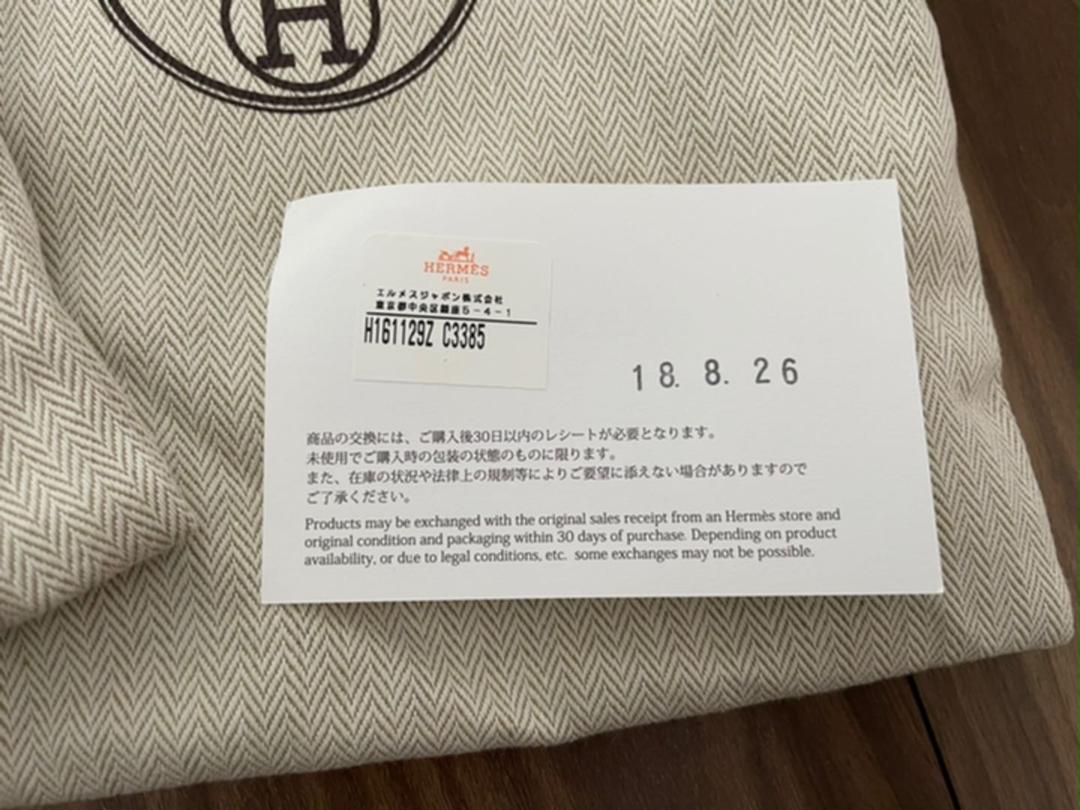 H
HERMÈS
PARIS
エルメスジャポン株式会社
東京都中央区銀座5-4-1
H161129Z C3385
18. 8. 26
商品の交換には、ご購入後30日以内のレシートが必要となります。
未使用でご購入時の包装の状態のものに限ります。
また、在庫の状況や法律上の規制等によりご要望に添えない場合がありますので
ご了承ください。
Products may be exchanged with the original sales receipt from an Hermès store and
original condition and packaging within 30 days of purchase. Depending on product
availability, or due to legal conditions, etc. some exchanges may not be possible.